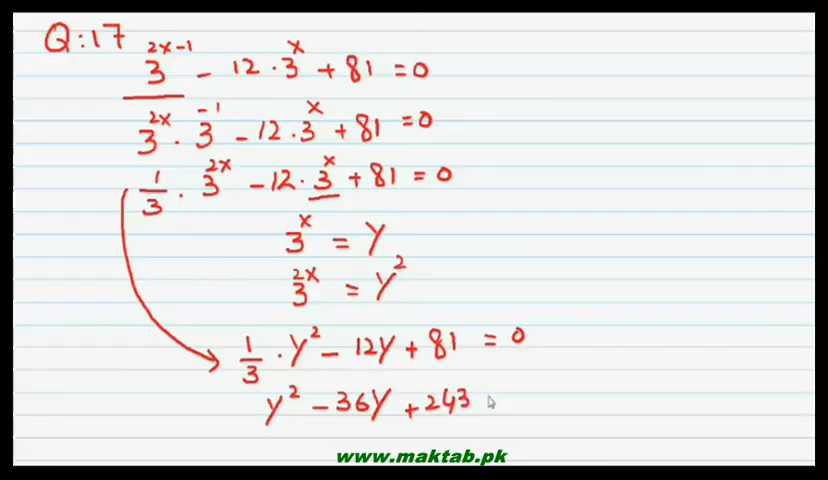 Q:17
3^(2x-1) - 12 · 3^x + 81 = 0
3^(2x) · 3^(-1) - 12 · 3^x + 81 = 0
1/3 · 3^(2x) - 12 · 3^x + 81 = 0
3^x = y
3^(2x) = y^2
1/3 · y^2 - 12y + 81 = 0
y^2 - 36y + 243
www.maktab.pk